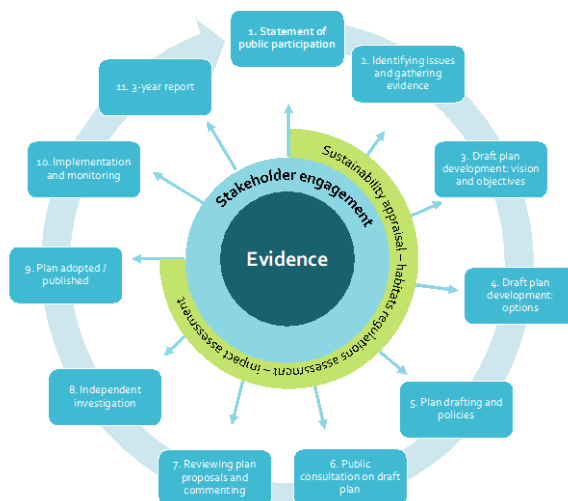 1. Statement of
public participation
2. Identifying issues
and gathering
evidence
3. Draft plan
development: vision
and objectives
4. Draft plan
development:
options
5. Plan drafting and
policies
6. Public
consultation on draft
plan
7. Reviewing plan
proposals and
commenting
8. Independent
investigation
9. Plan adopted /
published
10. Implementation
and monitoring
11. 3-year report
Sustainability appraisal – habitats regulations assessment – impact assessment
Stakeholder engagement
Evidence